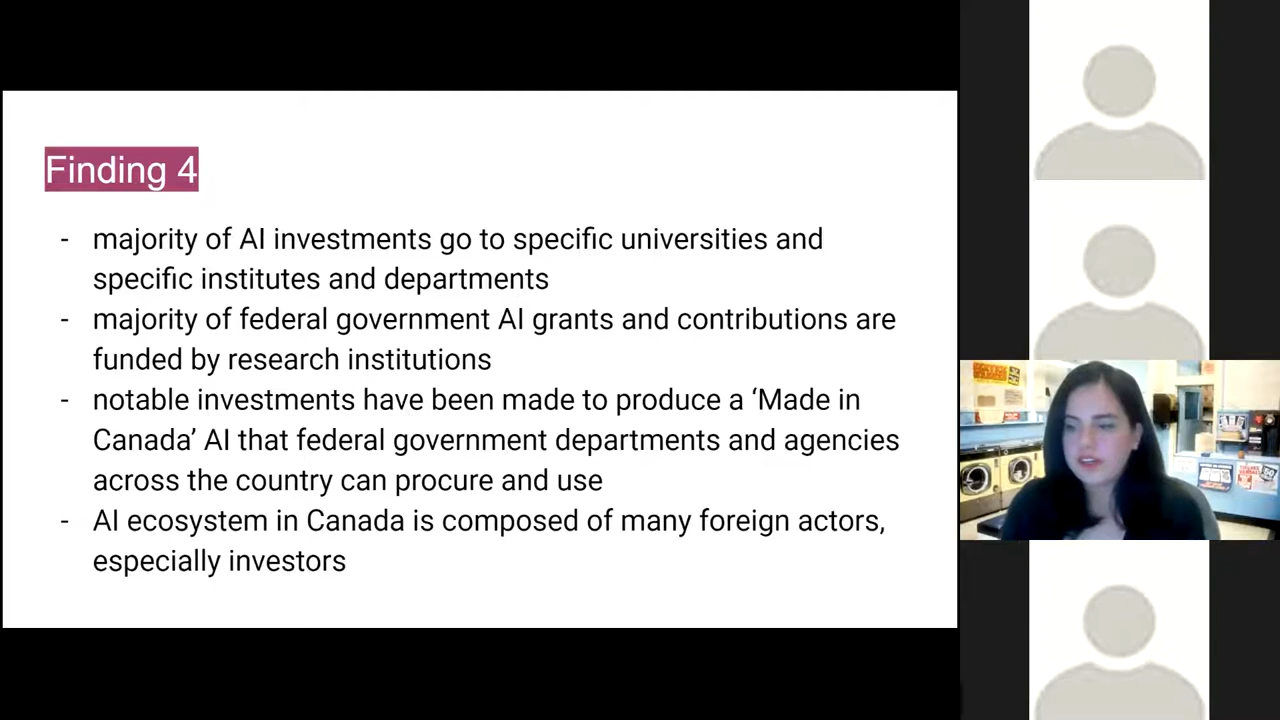 Finding 4
- majority of AI investments go to specific universities and
specific institutes and departments
- majority of federal government AI grants and contributions are
funded by research institutions
- notable investments have been made to produce a ‘Made in
Canada’ AI that federal government departments and agencies
across the country can procure and use
- AI ecosystem in Canada is composed of many foreign actors,
especially investors